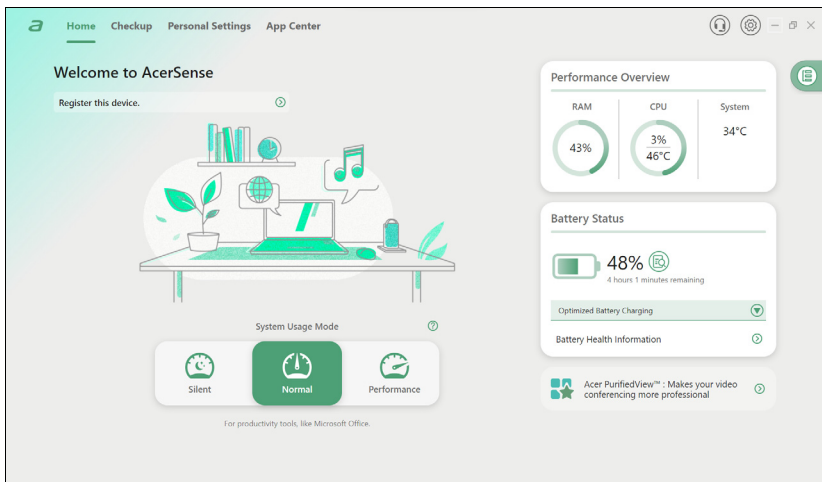 Home Checkup Personal Settings App Center
Welcome to AcerSense
Register this device.
System Usage Mode
Silent
Normal
Performance
For productivity tools, like Microsoft Office.
Performance Overview
RAM
CPU
System
43%
3%
46°C
34°C
Battery Status
48%
4 hours 1 minutes remaining
Optimized Battery Charging
Battery Health Information
Acer PurifiedView™ : Makes your video
conferencing more professional